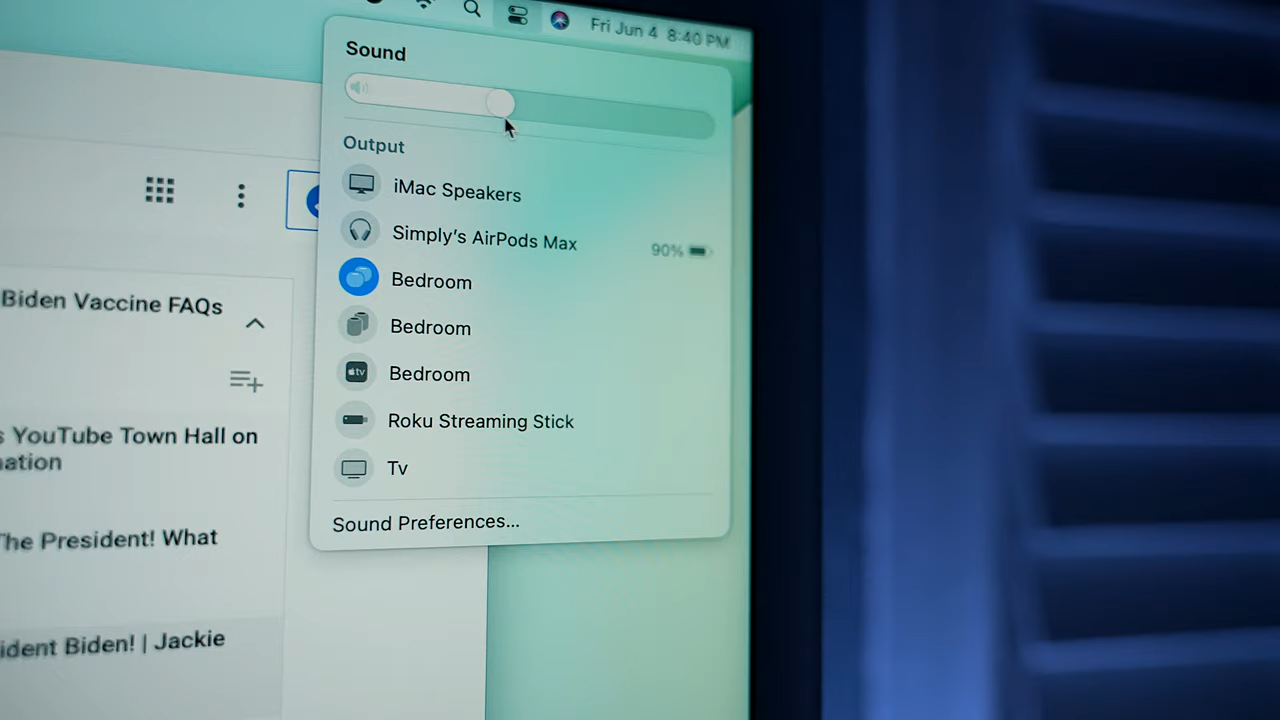 Fri Jun 4 8:40 PM
Sound
Output
iMac Speakers
Simply's AirPods Max
90%
Bedroom
Bedroom
tv
Bedroom
Roku Streaming Stick
Tv
Sound Preferences...
Biden Vaccine FAQs
s YouTube Town Hall on
nation
The President! What
ident Biden! | Jackie